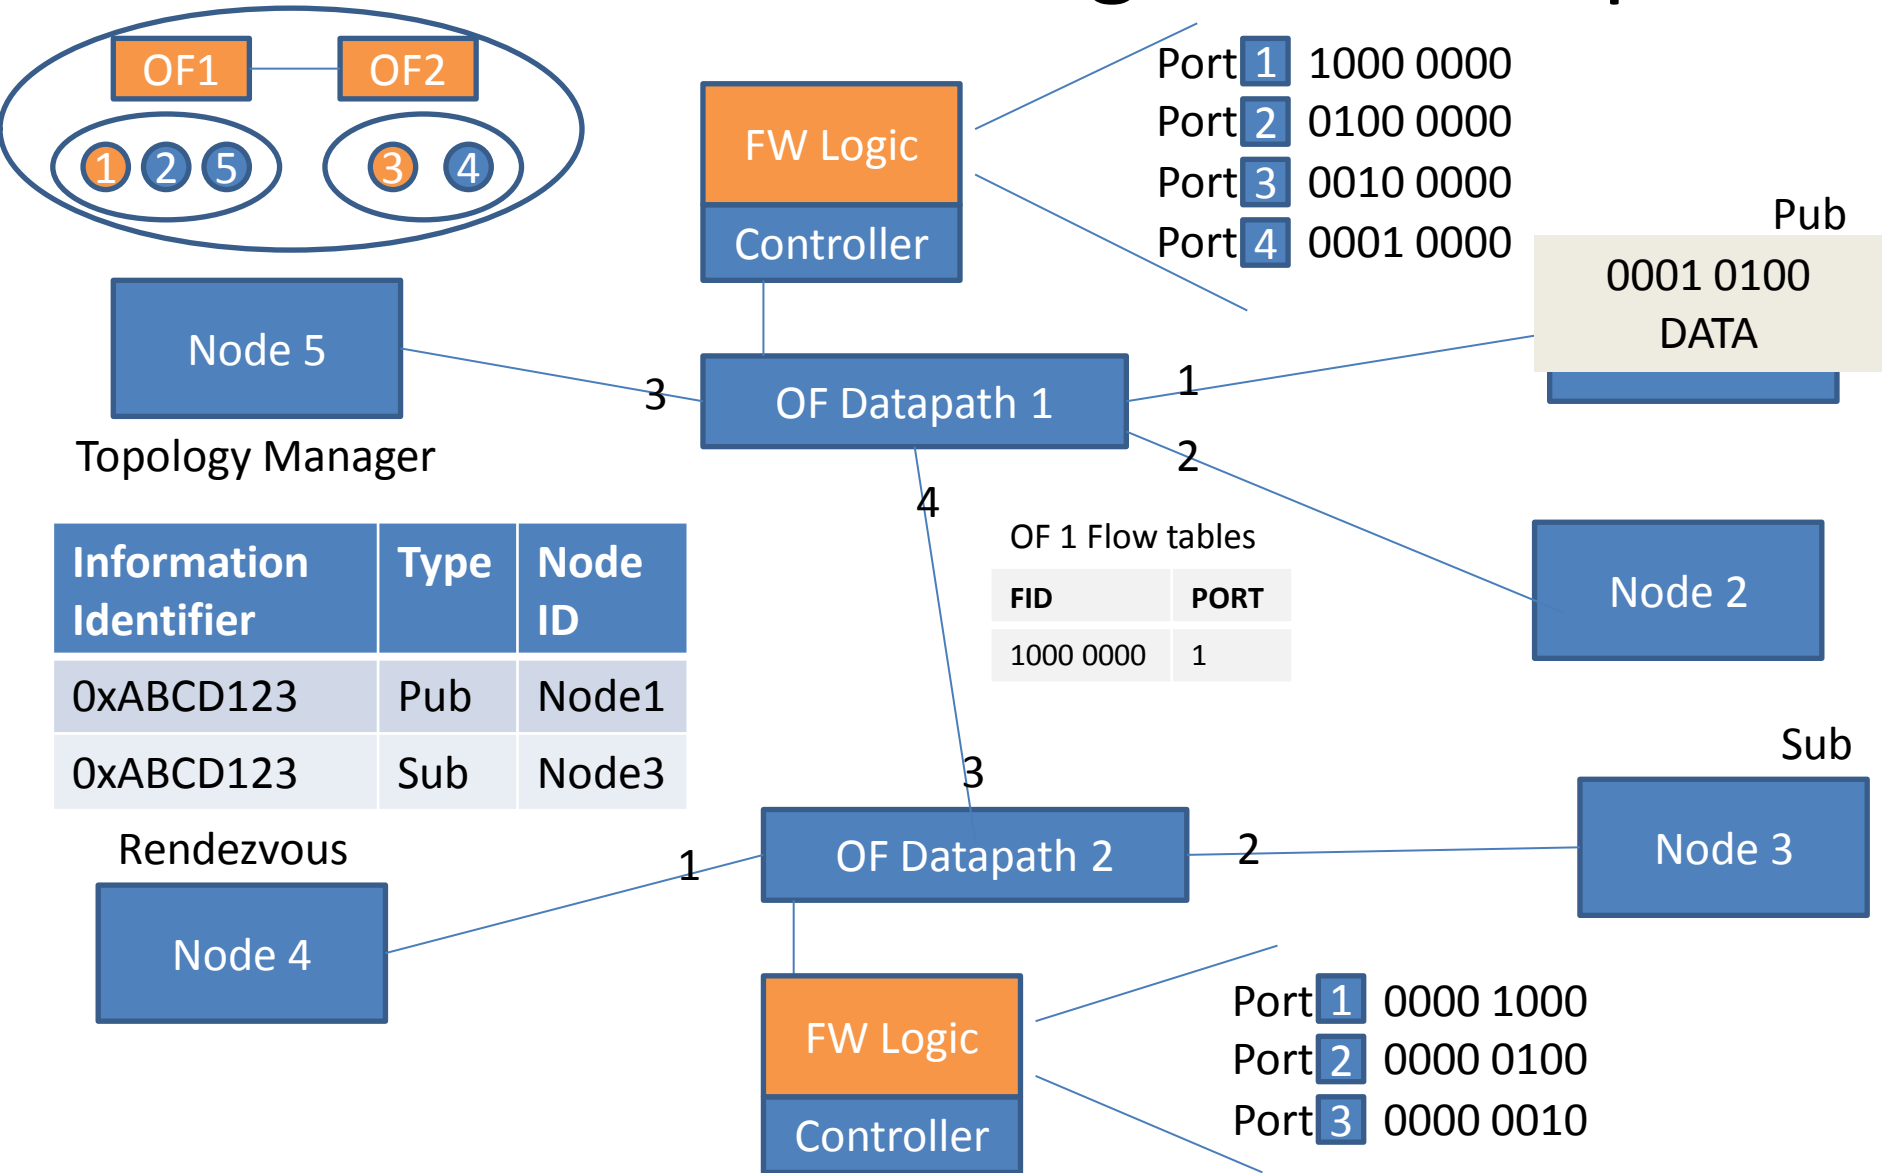 OF1 OF2
1 2 5 3 4
FW Logic
Controller
Port 1 1000 0000
Port 2 0100 0000
Port 3 0010 0000
Port 4 0001 0000
Pub
0001 0100
DATA
Node 5
Topology Manager
OF Datapath 1
3
1
2
4
OF 1 Flow tables
FID PORT
1000 0000 1
Node 2
Information Identifier Type Node ID
0xABCD123 Pub Node1
0xABCD123 Sub Node3
Rendezvous
Node 4
3
1
OF Datapath 2
2
Sub
Node 3
FW Logic
Controller
Port 1 0000 1000
Port 2 0000 0100
Port 3 0000 0010